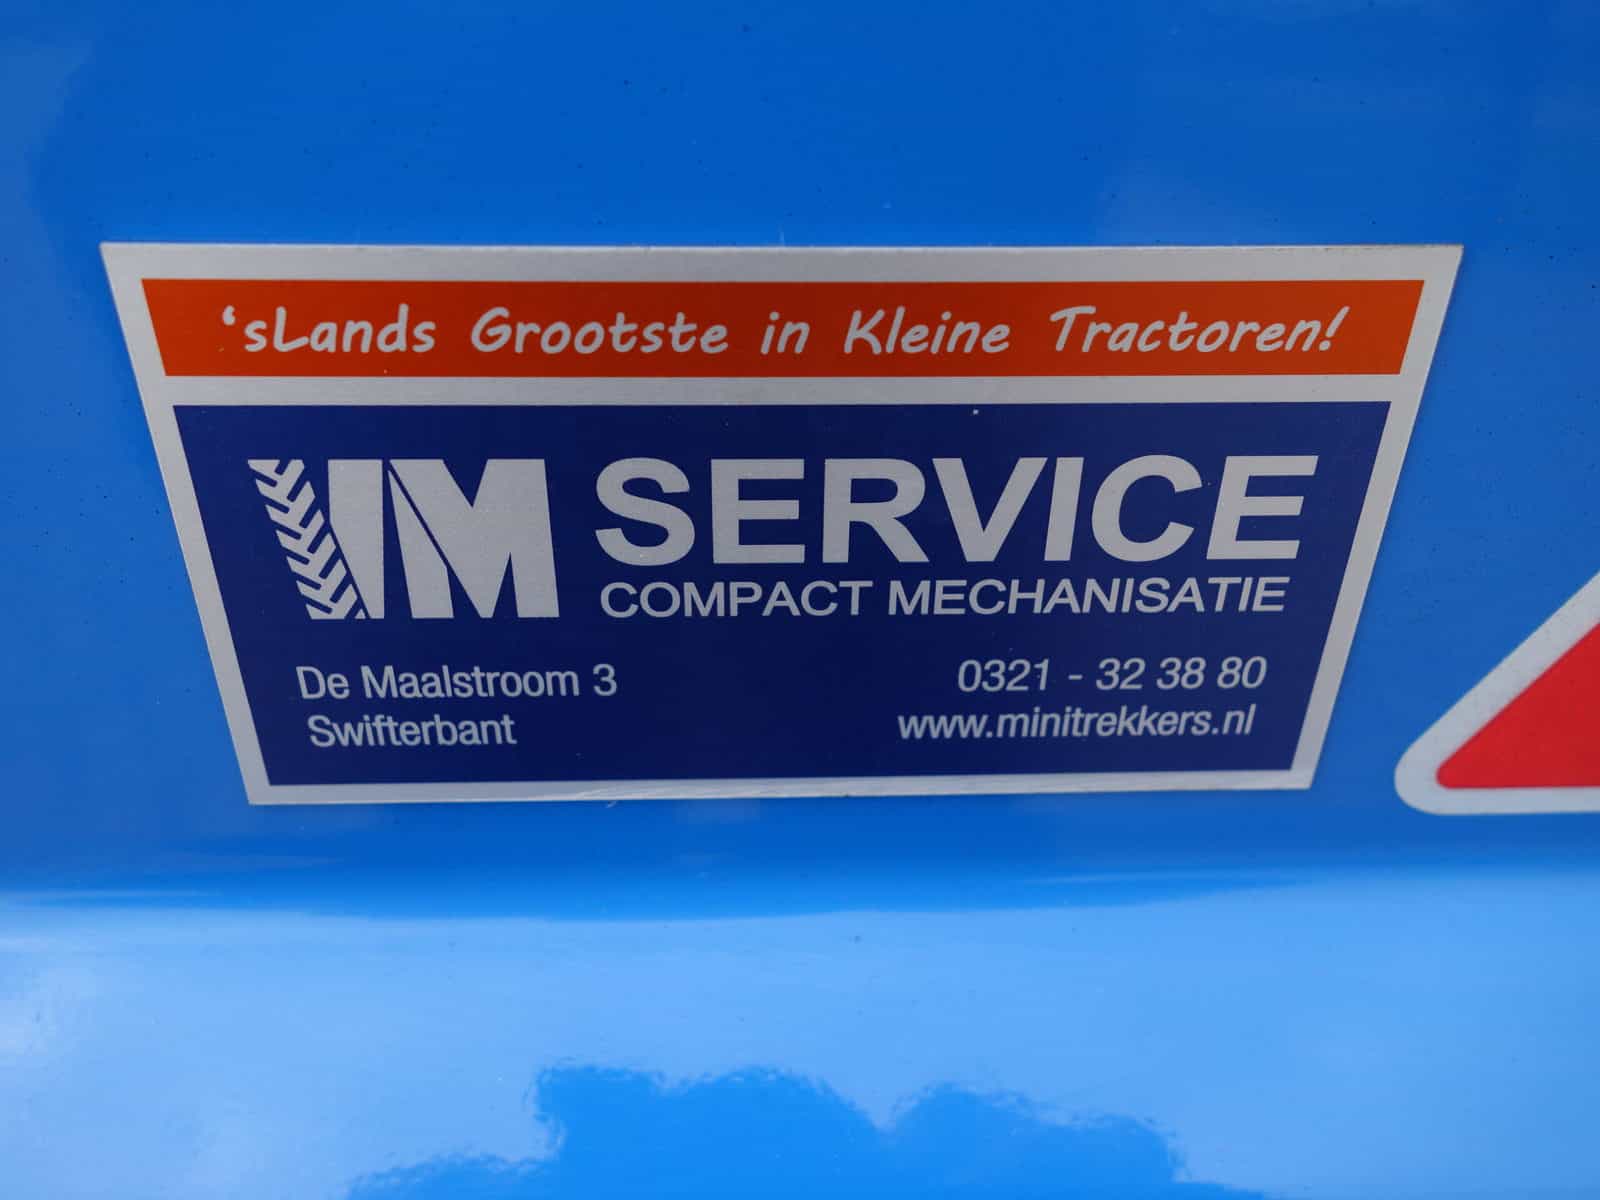 ‘sLands Grootste in Kleine Tractoren!
IM SERVICE
COMPACT MECHANISATIE
De Maalstroom 3
Swifterbant
0321 - 32 38 80
www.minitrekkers.nl